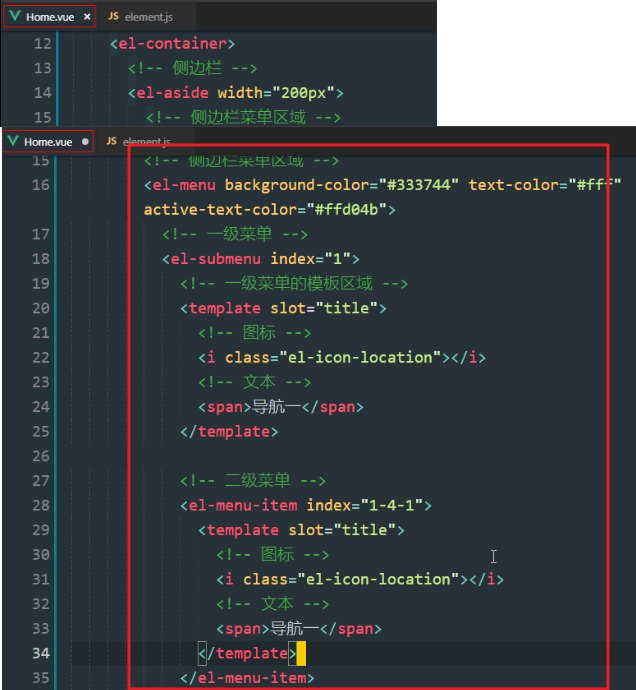 Home.vue × JS element.js
12 <el-container>
13 <!-- 侧边栏 -->
14 <el-aside width="200px">
15 <!-- 侧边栏菜单区域 -->
Home.vue ● JS element.js
15 <!-- 侧边栏菜单区域 -->
16 <el-menu background-color="#333744" text-color="#fff"
active-text-color="#ffd04b">
17 <!-- 一级菜单 -->
18 <el-submenu index="1">
19 <!-- 一级菜单的模板区域 -->
20 <template slot="title">
21 <!-- 图标 -->
22 <i class="el-icon-location"></i>
23 <!-- 文本 -->
24 <span>导航一</span>
25 </template>
26
27 <!-- 二级菜单 -->
28 <el-menu-item index="1-4-1">
29 <template slot="title">
30 <!-- 图标 -->
31 <i class="el-icon-location"></i>
32 <!-- 文本 -->
33 <span>导航一</span>
34 </template>
35 </el-menu-item>